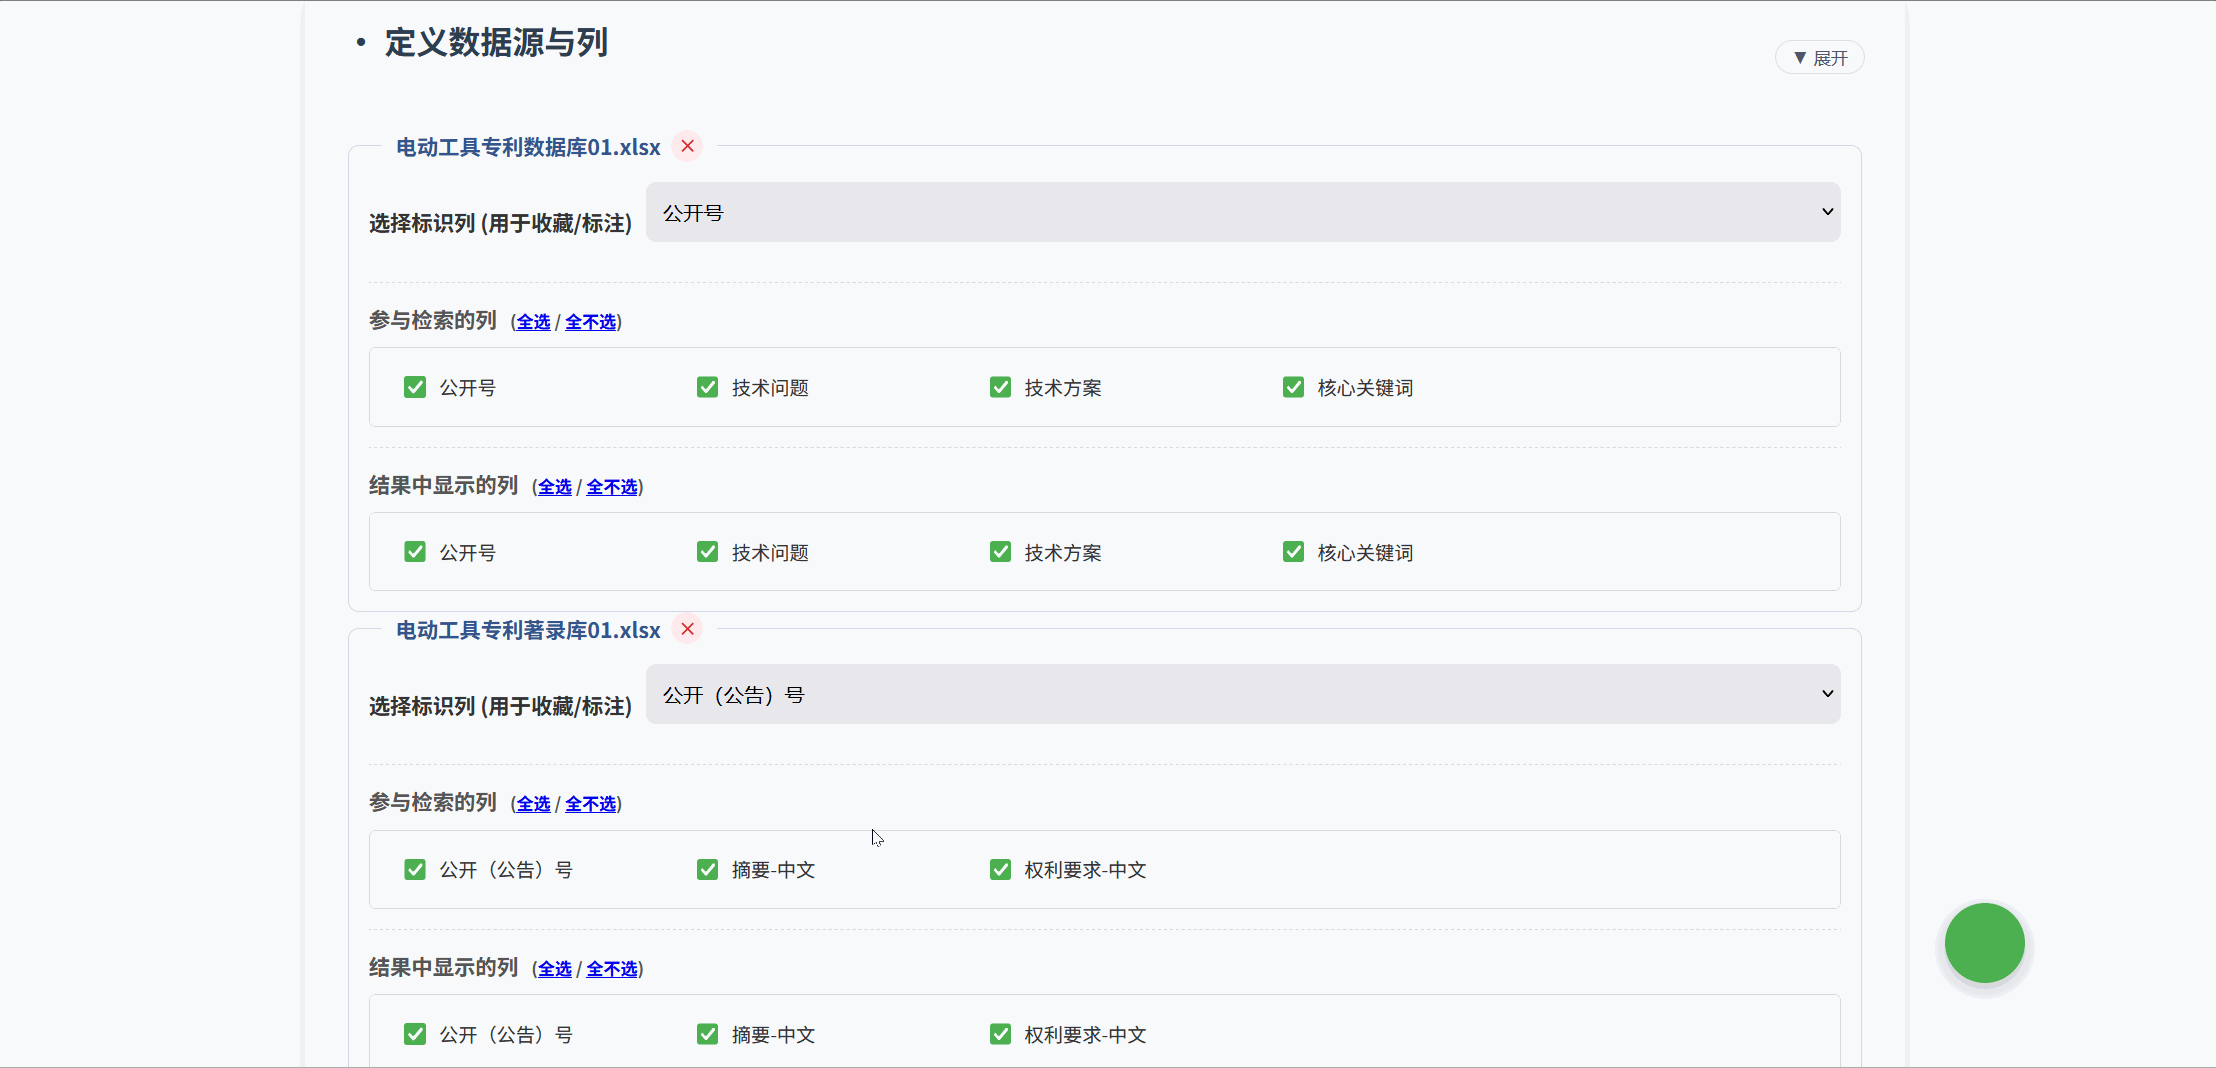 • 定义数据源与列
▼ 展开
电动工具专利数据库01.xlsx
选择标识列 (用于收藏/标注)
公开号
参与检索的列 (全选 / 全不选)
公开号 技术问题 技术方案 核心关键词
结果中显示的列 (全选 / 全不选)
公开号 技术问题 技术方案 核心关键词
电动工具专利著录库01.xlsx
选择标识列 (用于收藏/标注)
公开（公告）号
参与检索的列 (全选 / 全不选)
公开（公告）号 摘要-中文 权利要求-中文
结果中显示的列 (全选 / 全不选)
公开（公告）号 摘要-中文 权利要求-中文